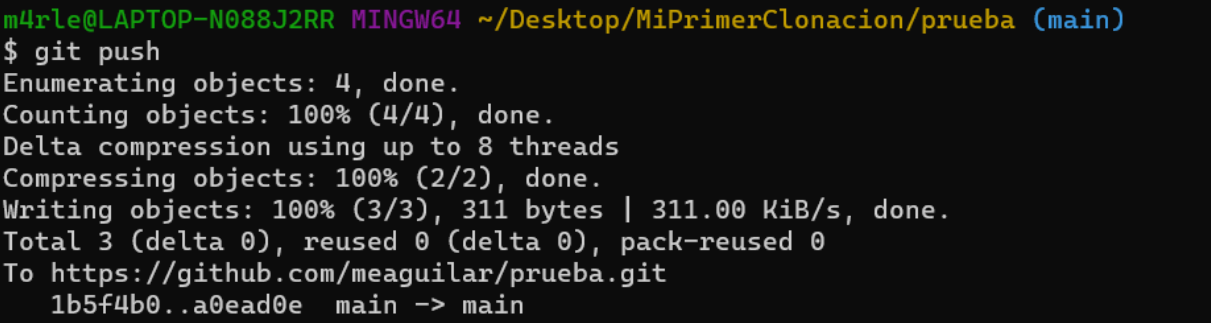 m4rle@LAPTOP-N088J2RR MINGW64 ~/Desktop/MiPrimerClonacion/prueba (main)
$ git push
Enumerating objects: 4, done.
Counting objects: 100% (4/4), done.
Delta compression using up to 8 threads
Compressing objects: 100% (2/2), done.
Writing objects: 100% (3/3), 311 bytes | 311.00 KiB/s, done.
Total 3 (delta 0), reused 0 (delta 0), pack-reused 0
To https://github.com/meaguilar/prueba.git
   1b5f4b0..a0ead0e  main -> main